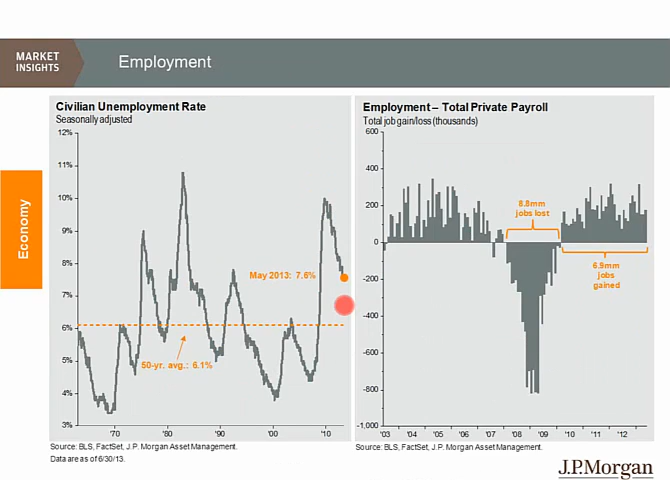 MARKET
INSIGHTS
Employment
Economy
Civilian Unemployment Rate
Seasonally adjusted
12%
11%
10%
9%
8%
7%
6%
5%
4%
3%
May 2013: 7.6%
50-yr. avg.: 6.1%
'70
'80
'90
'00
'10
Source: BLS, FactSet, J.P. Morgan Asset Management.
Data are as of 6/30/13.
Employment – Total Private Payroll
Total job gain/loss (thousands)
600
400
200
0
-200
-400
-600
-800
-1,000
8.8mm
jobs lost
6.9mm
jobs
gained
'03
'04
'05
'06
'07
'08
'09
'10
'11
'12
Source: BLS, FactSet, J.P. Morgan Asset Management.
J.P.Morgan